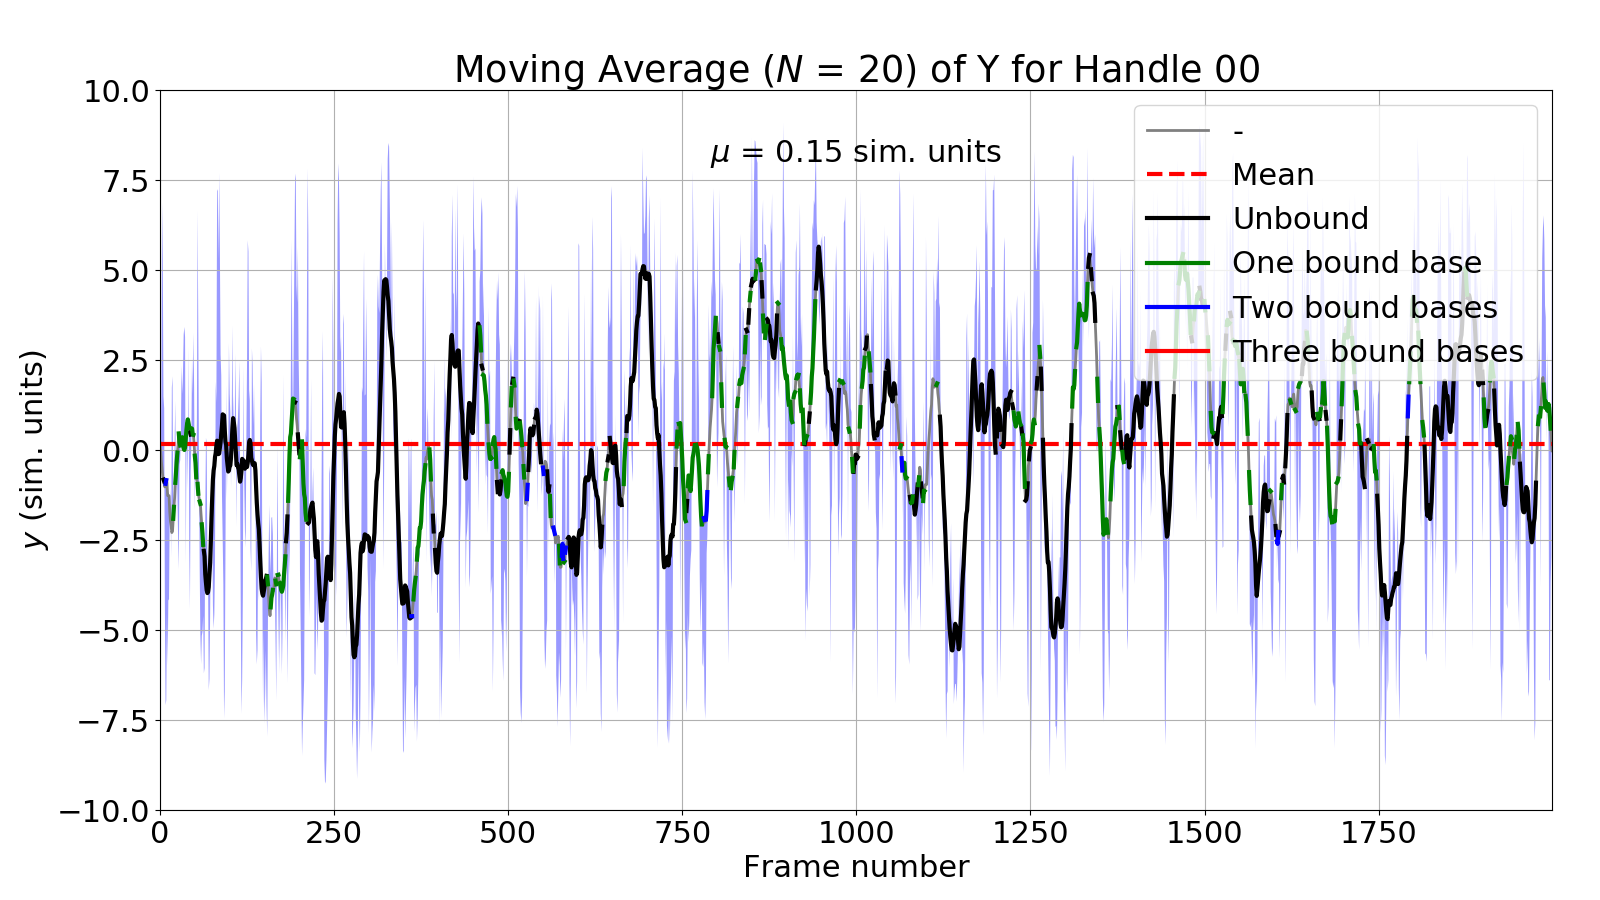 Moving Average (N = 20) of Y for Handle 00
μ = 0.15 sim. units
-
Mean
Unbound
One bound base
Two bound bases
Three bound bases
y (sim. units)
10.0
7.5
5.0
2.5
0.0
−2.5
−5.0
−7.5
−10.0
0 250 500 750 1000 1250 1500 1750
Frame number